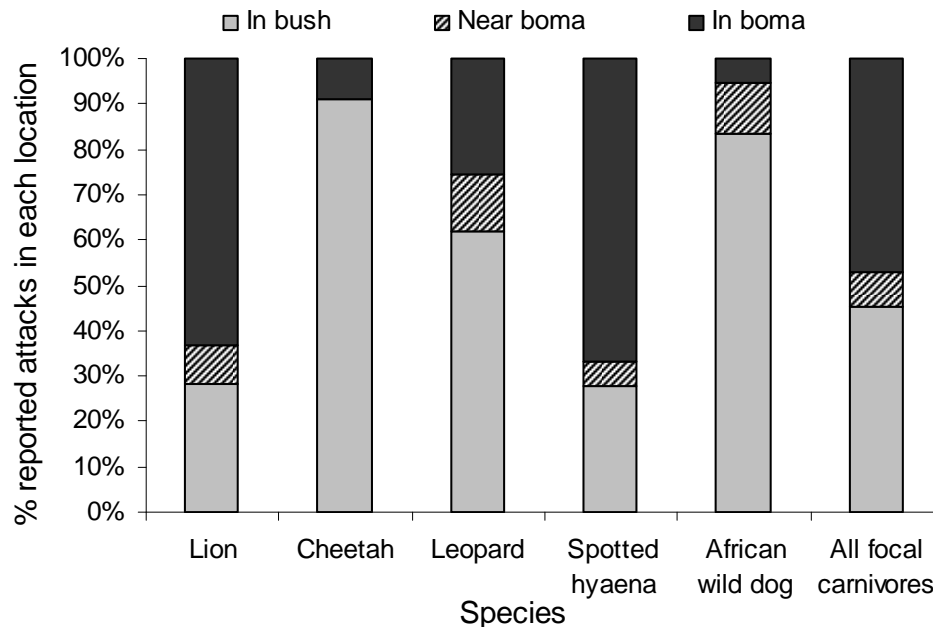 In bush Near boma In boma
% reported attacks in each location
100%
90%
80%
70%
60%
50%
40%
30%
20%
10%
0%
Lion Cheetah Leopard Spotted hyaena African wild dog All focal carnivores
Species